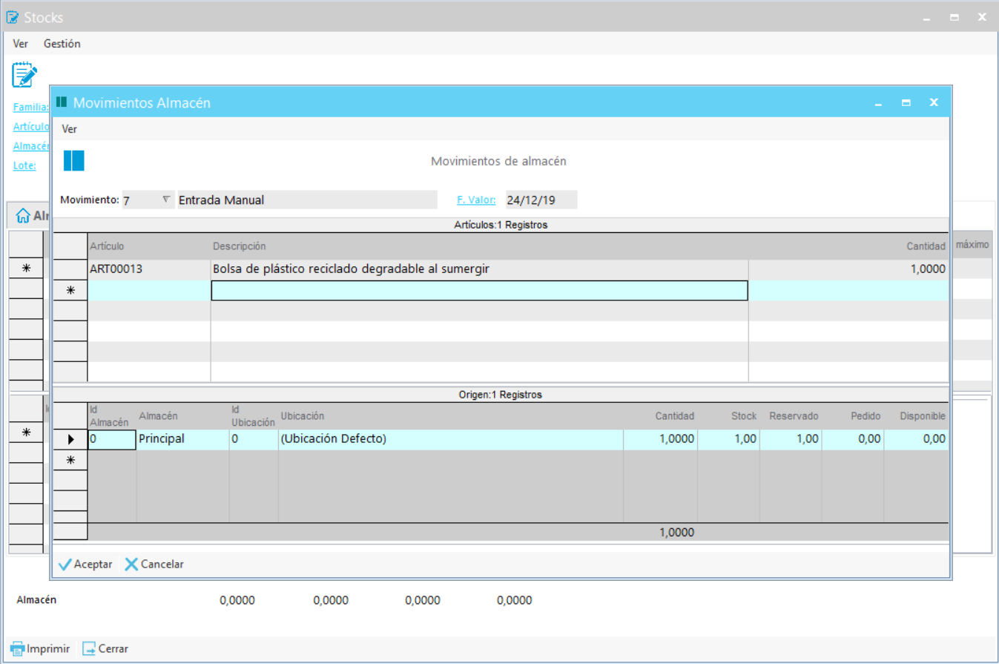 Stocks
Ver Gestión
Familia:
Artículo
Almacén
Lote:
Movimientos Almacén
Ver
Movimientos de almacén
Movimiento: 7 Entrada Manual F. Valor: 24/12/19
Artículos:1 Registros
Artículo Descripción Cantidad
máximo
ART00013 Bolsa de plástico reciclado degradable al sumergir 1,0000
Origen:1 Registros
Id Almacén Almacén Id Ubicación Ubicación Cantidad Stock Reservado Pedido Disponible
0 Principal 0 (Ubicación Defecto) 1,0000 1,00 1,00 0,00 0,00
1,0000
Aceptar Cancelar
Almacén 0,0000 0,0000 0,0000 0,0000
Imprimir Cerrar